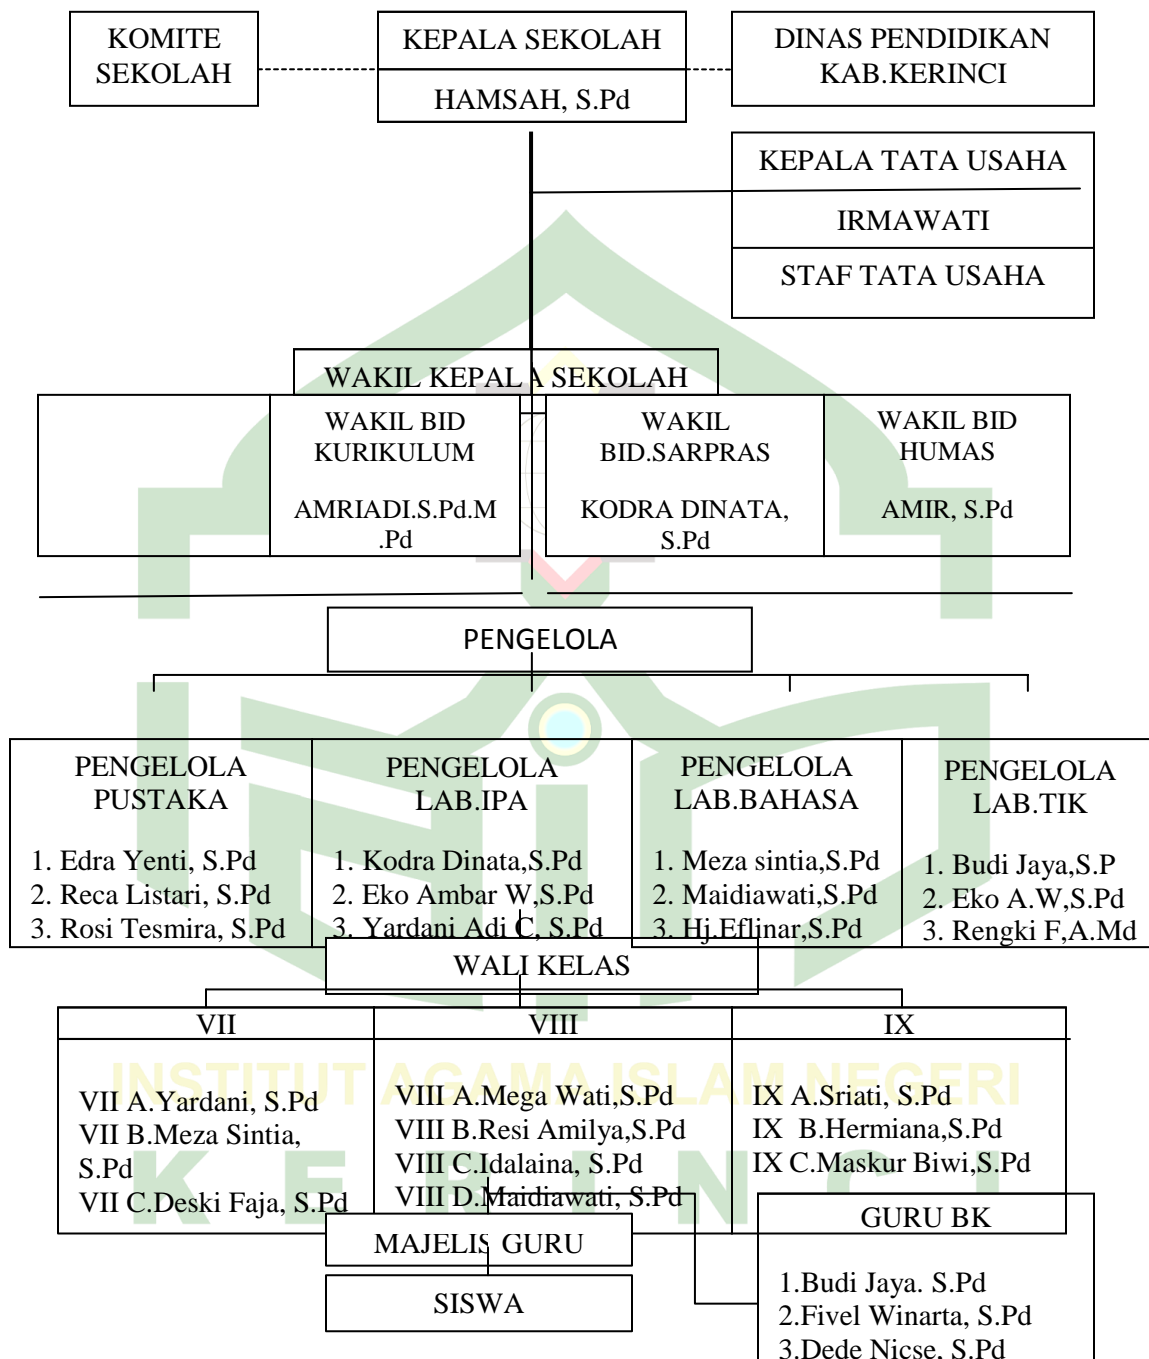 KOMITE
SEKOLAH
KEPALA SEKOLAH
HAMSAH, S.Pd
DINAS PENDIDIKAN
KAB.KERINCI
KEPALA TATA USAHA
IRMAWATI
STAF TATA USAHA
WAKIL KEPALA SEKOLAH
WAKIL BID
KURIKULUM
AMRIADI.S.Pd.M
.Pd
WAKIL
BID.SARPRAS
KODRA DINATA,
S.Pd
WAKIL BID
HUMAS
AMIR, S.Pd
PENGELOLA
PENGELOLA
PUSTAKA
1. Edra Yenti, S.Pd
2. Reca Listari, S.Pd
3. Rosi Tesmira, S.Pd
PENGELOLA
LAB.IPA
1. Kodra Dinata,S.Pd
2. Eko Ambar W,S.Pd
3. Yardani Adi C, S.Pd
PENGELOLA
LAB.BAHASA
1. Meza sintia,S.Pd
2. Maidiawati,S.Pd
3. Hj.Eflinar,S.Pd
PENGELOLA
LAB.TIK
1. Budi Jaya,S.P
2. Eko A.W,S.Pd
3. Rengki F,A.Md
WALI KELAS
VII
VII A.Yardani, S.Pd
VII B.Meza Sintia,
S.Pd
VII C.Deski Faja, S.Pd
VIII
VIII A.Mega Wati,S.Pd
VIII B.Resi Amilya,S.Pd
VIII C.Idalaina, S.Pd
VIII D.Maidiawati, S.Pd
IX
IX A.Sriati, S.Pd
IX B.Hermiana,S.Pd
IX C.Maskur Biwi,S.Pd
INSTITUT AGAMA ISLAM NEGERI
KERINCI
MAJELIS GURU
SISWA
GURU BK
1.Budi Jaya. S.Pd
2.Fivel Winarta, S.Pd
3.Dede Nicse, S.Pd